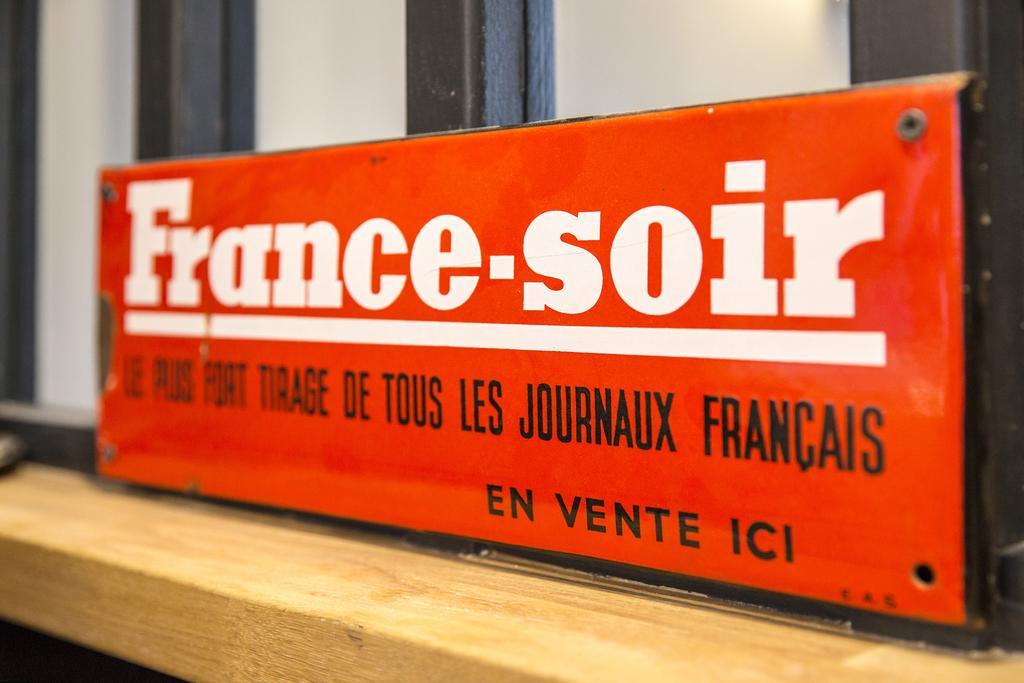 France-soir
LE PLUS FORT TIRAGE DE TOUS LES JOURNAUX FRANÇAIS
EN VENTE ICI
E.A.S